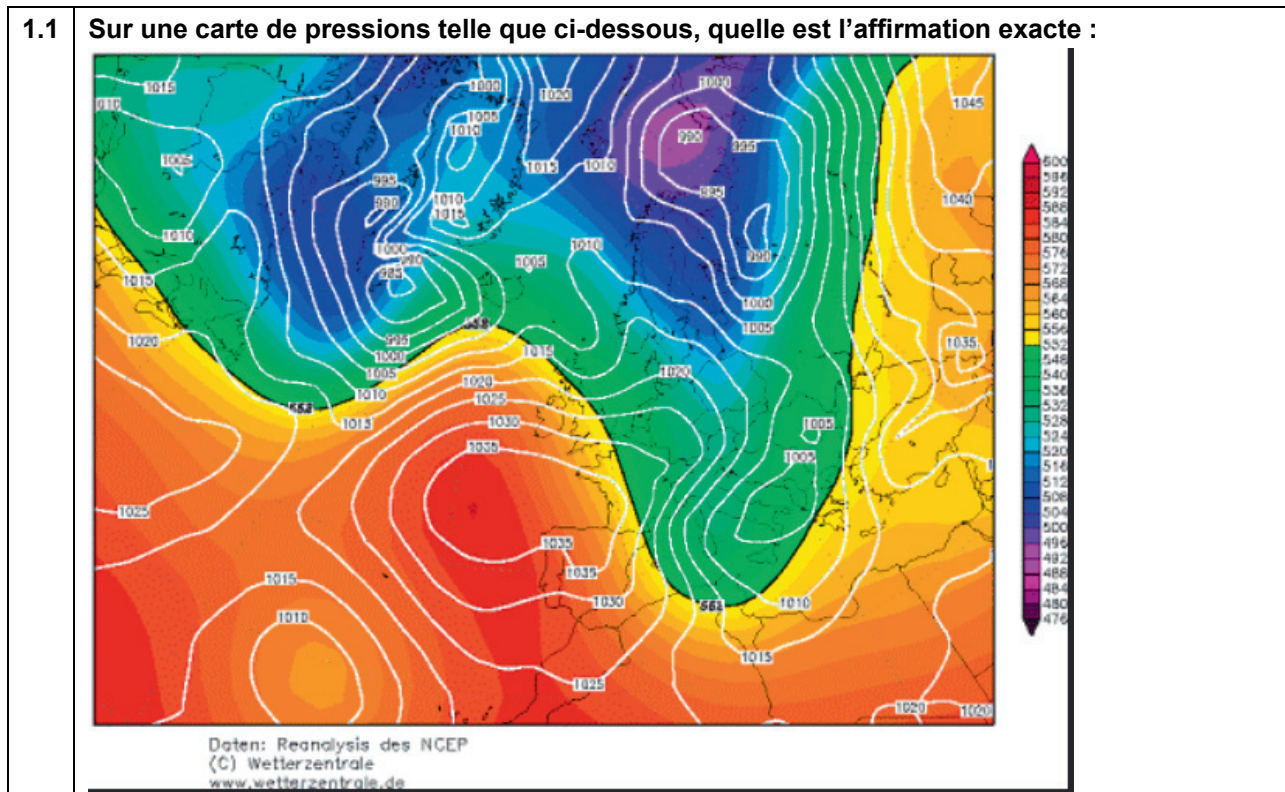 1.1 Sur une carte de pressions telle que ci-dessous, quelle est l'affirmation exacte :
1015 1000 1020 1000 1045
1005 1010 990 995
1005 1015 1010
995 995 1040
990 1010 1015
1010 1000 1010 990
985 1005
1015 1000
1020 995 1005 1035
1000 1015 1020
1005 1020
552 1010 1025
1015 1030 1005
1035 1005
1025
1035
1035
1015 1030 552 1010
1010
1015
1025
1020 1020
600
596
592
588
584
580
576
572
568
564
560
556
552
548
540
536
532
528
524
520
516
512
508
504
500
496
492
488
484
480
476
Daten: Reanalysis des NCEP
(C) Wetterzentrale
www.wetterzentrale.de